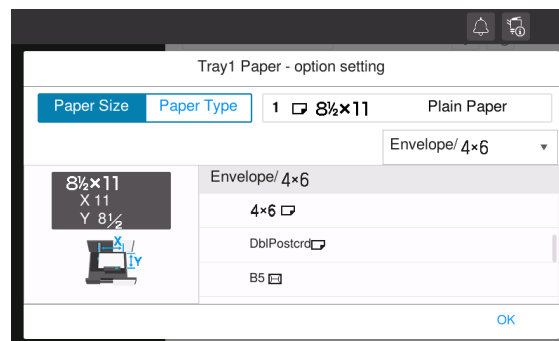 Tray1 Paper - option setting
Paper Size Paper Type 1 8½×11 Plain Paper
Envelope/ 4×6
8½×11
X 11
Y 8½
X
Y
Envelope/ 4×6
4×6
DblPostcrd
B5
OK